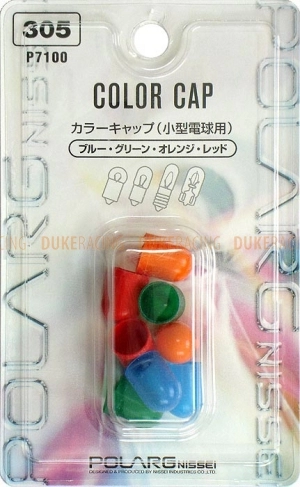 305
P7100
COLOR CAP
カラーキャップ(小型電球用)
ブルー・グリーン・オレンジ・レッド
DUKERACING
POLARG NISSEI
POLARG NISSEI
POLARG NISSEI
DESIGNED & PRODUCED BY NISSEI INDUSTRIES CO.,LTD.